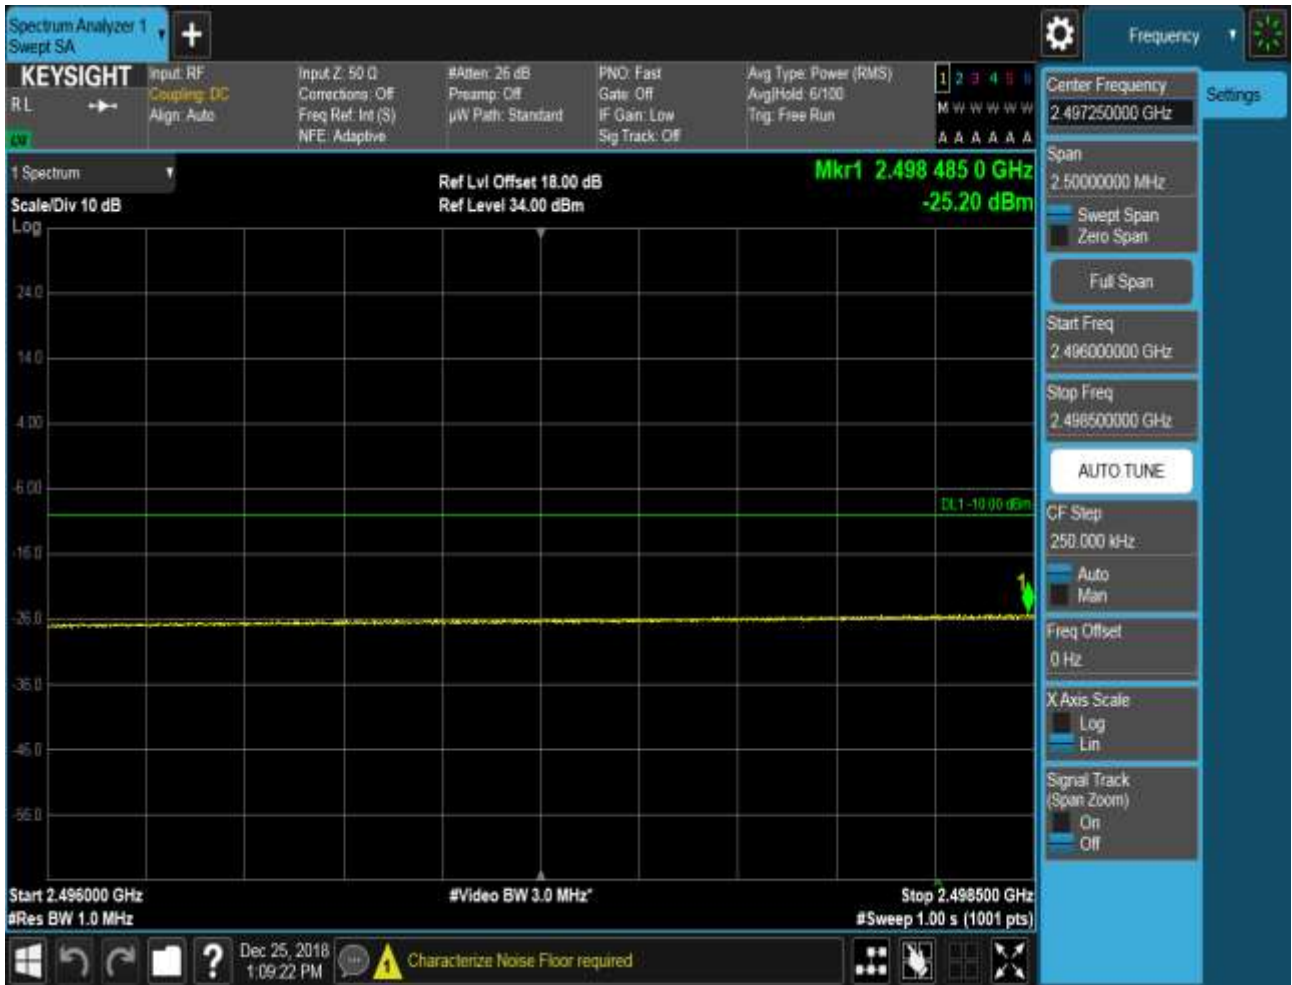 Spectrum Analyzer 1
Swept SA
+
Frequency
KEYSIGHT
RL
Input: RF
Coupling: DC
Align: Auto
Input Z: 50 Ω
Corrections: Off
Freq Ref: Int (S)
NFE: Adaptive
#Atten: 26 dB
Preamp: Off
µW Path: Standard
PNO: Fast
Gate: Off
IF Gain: Low
Sig Track: Off
Avg Type: Power (RMS)
Avg|Hold: 6/100
Trig: Free Run
1 2 3 4 5 6
M W W W W W
A A A A A A
1 Spectrum
Scale/Div 10 dB
Log
Ref Lvl Offset 18.00 dB
Ref Level 34.00 dBm
Mkr1 2.498 485 0 GHz
-25.20 dBm
24.0
14.0
4.00
-6.00
-16.0
-26.0
-36.0
-46.0
-56.0
DL1 -10.00 dBm
1
Start 2.496000 GHz
#Res BW 1.0 MHz
#Video BW 3.0 MHz*
Stop 2.498500 GHz
#Sweep 1.00 s (1001 pts)
Center Frequency
2.497250000 GHz
Settings
Span
2.50000000 MHz
Swept Span
Zero Span
Full Span
Start Freq
2.496000000 GHz
Stop Freq
2.498500000 GHz
AUTO TUNE
CF Step
250.000 kHz
Auto
Man
Freq Offset
0 Hz
X Axis Scale
Log
Lin
Signal Track
(Span Zoom)
On
Off
?
Dec 25, 2018
1:09:22 PM
1
Characterize Noise Floor required